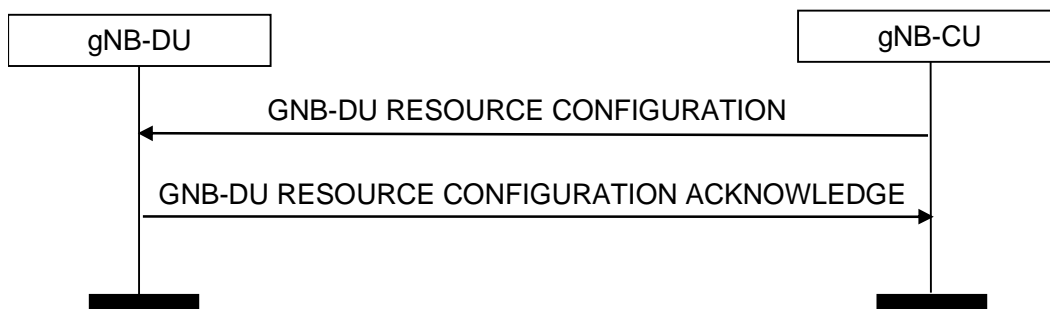 gNB-DU
gNB-CU
GNB-DU RESOURCE CONFIGURATION
GNB-DU RESOURCE CONFIGURATION ACKNOWLEDGE